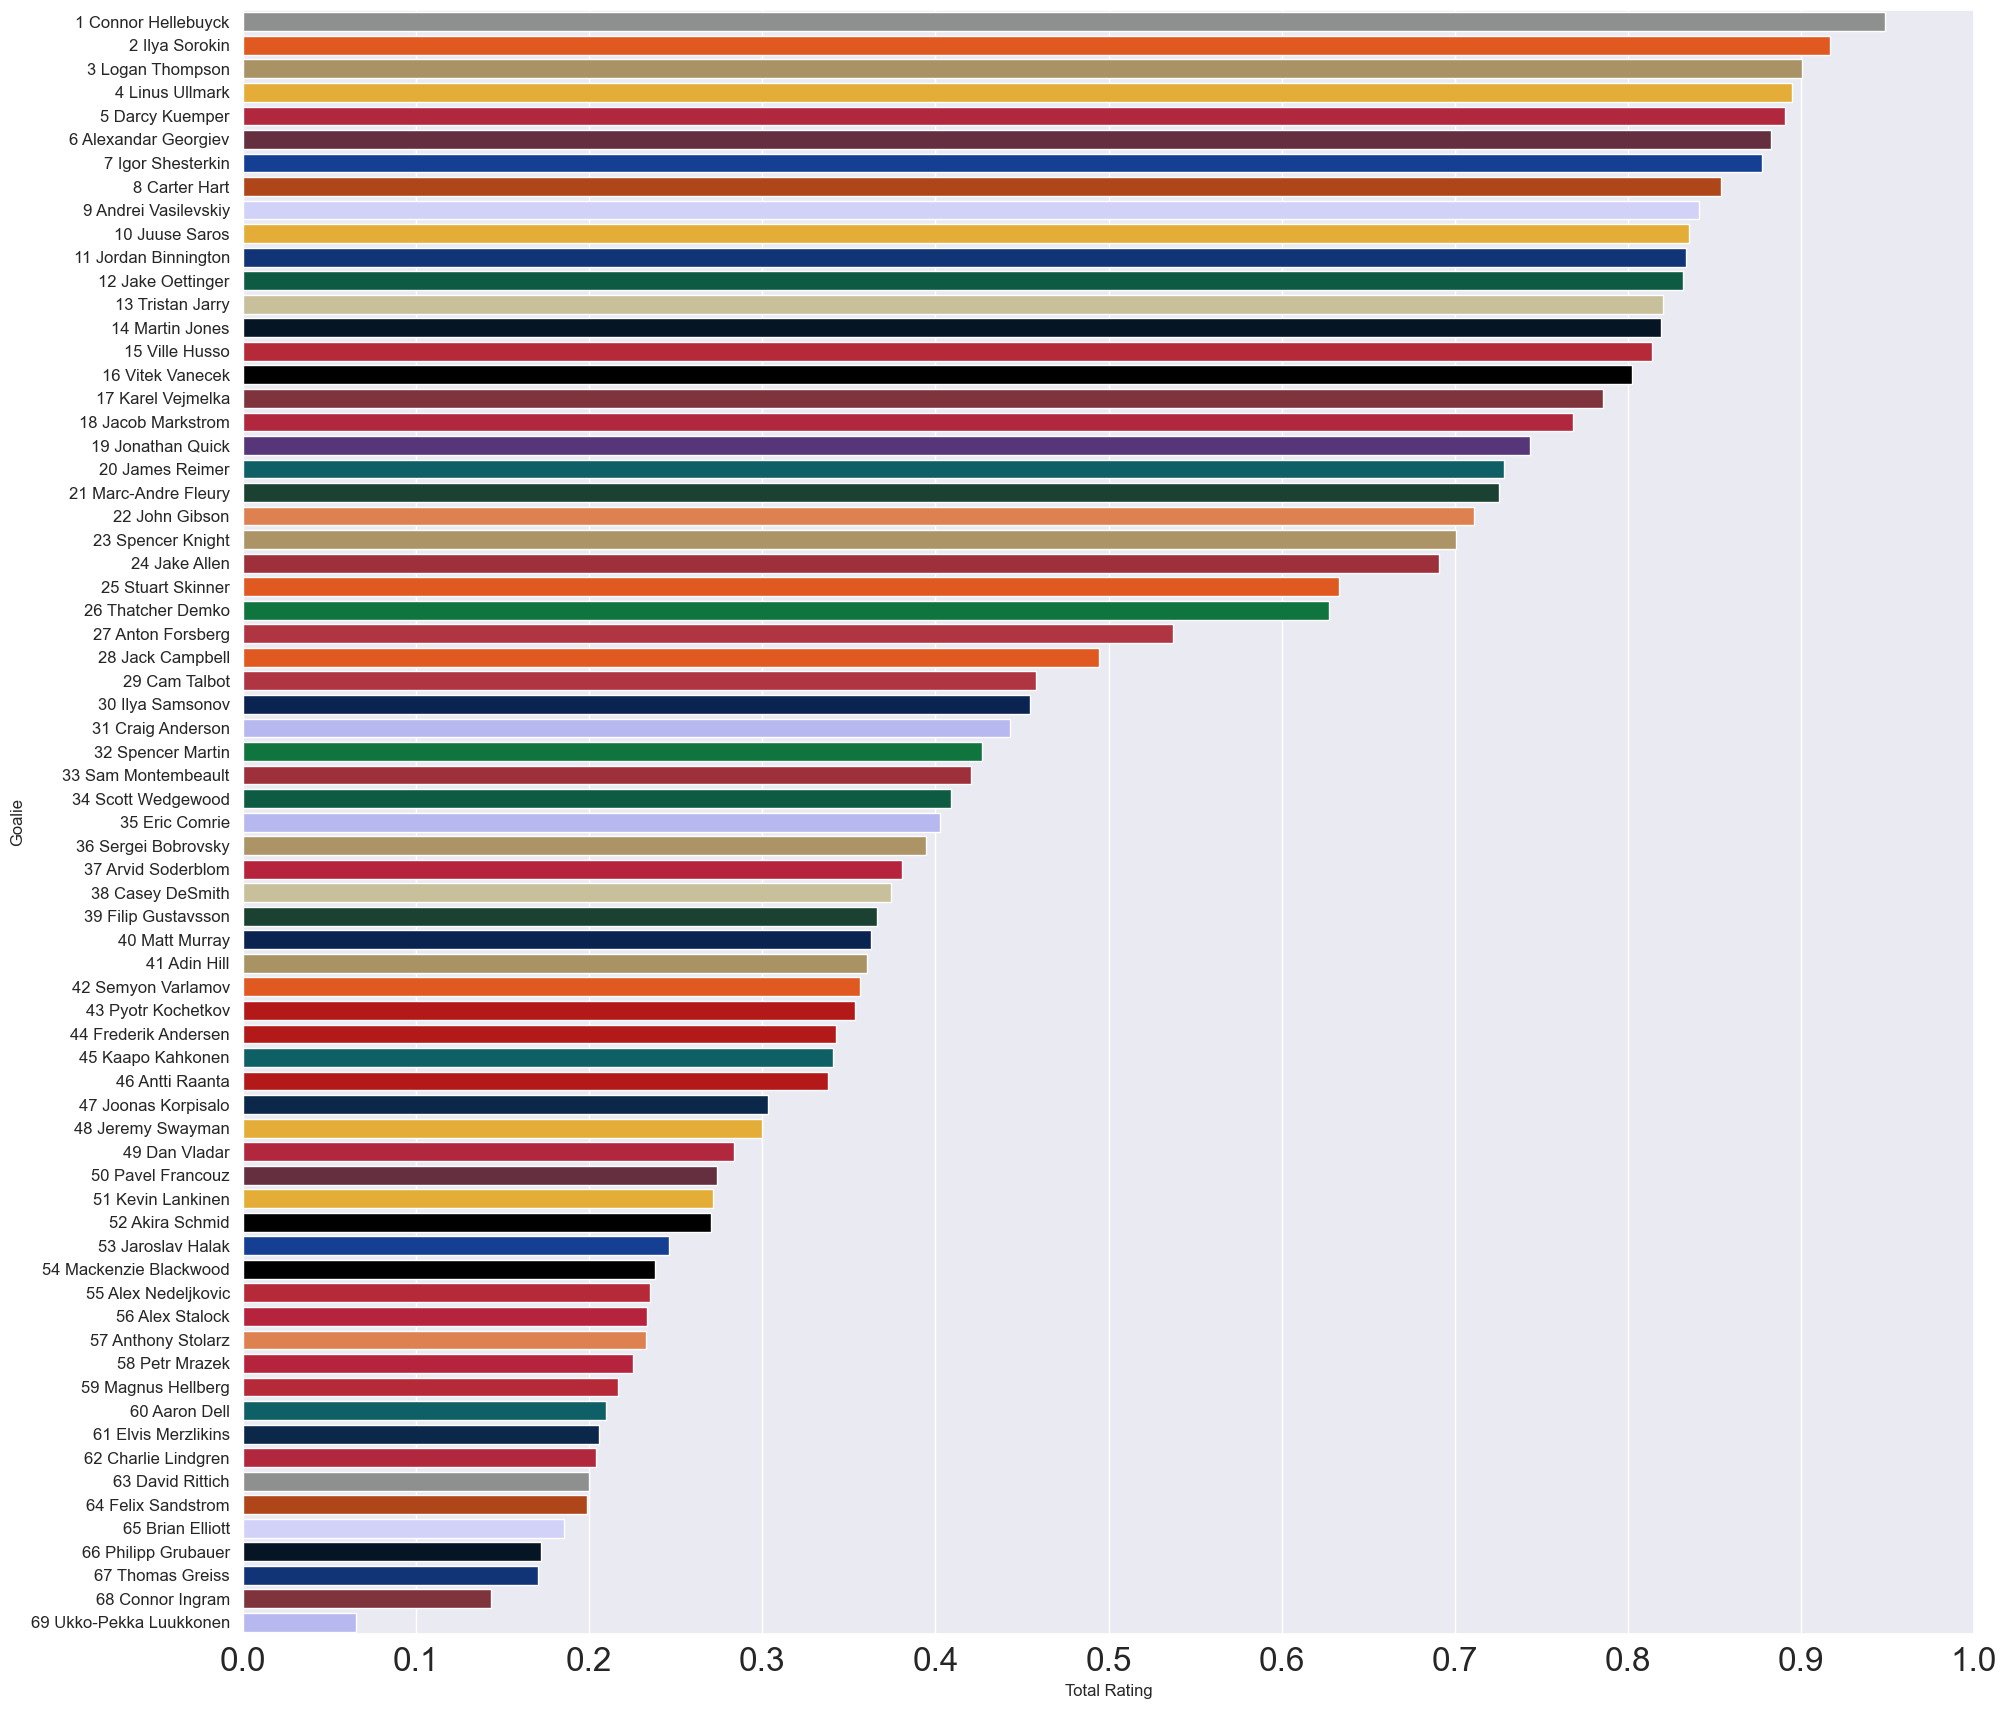 1 Connor Hellebuyck
2 Ilya Sorokin
3 Logan Thompson
4 Linus Ullmark
5 Darcy Kuemper
6 Alexandar Georgiev
7 Igor Shesterkin
8 Carter Hart
9 Andrei Vasilevskiy
10 Juuse Saros
11 Jordan Binnington
12 Jake Oettinger
13 Tristan Jarry
14 Martin Jones
15 Ville Husso
16 Vitek Vanecek
17 Karel Vejmelka
18 Jacob Markstrom
19 Jonathan Quick
20 James Reimer
21 Marc-Andre Fleury
22 John Gibson
23 Spencer Knight
24 Jake Allen
25 Stuart Skinner
26 Thatcher Demko
27 Anton Forsberg
28 Jack Campbell
29 Cam Talbot
30 Ilya Samsonov
31 Craig Anderson
32 Spencer Martin
33 Sam Montembeault
34 Scott Wedgewood
35 Eric Comrie
36 Sergei Bobrovsky
37 Arvid Soderblom
38 Casey DeSmith
39 Filip Gustavsson
40 Matt Murray
41 Adin Hill
42 Semyon Varlamov
43 Pyotr Kochetkov
44 Frederik Andersen
45 Kaapo Kahkonen
46 Antti Raanta
47 Joonas Korpisalo
48 Jeremy Swayman
49 Dan Vladar
50 Pavel Francouz
51 Kevin Lankinen
52 Akira Schmid
53 Jaroslav Halak
54 Mackenzie Blackwood
55 Alex Nedeljkovic
56 Alex Stalock
57 Anthony Stolarz
58 Petr Mrazek
59 Magnus Hellberg
60 Aaron Dell
61 Elvis Merzlikins
62 Charlie Lindgren
63 David Rittich
64 Felix Sandstrom
65 Brian Elliott
66 Philipp Grubauer
67 Thomas Greiss
68 Connor Ingram
69 Ukko-Pekka Luukkonen
Goalie
0.0 0.1 0.2 0.3 0.4 0.5 0.6 0.7 0.8 0.9 1.0
Total Rating